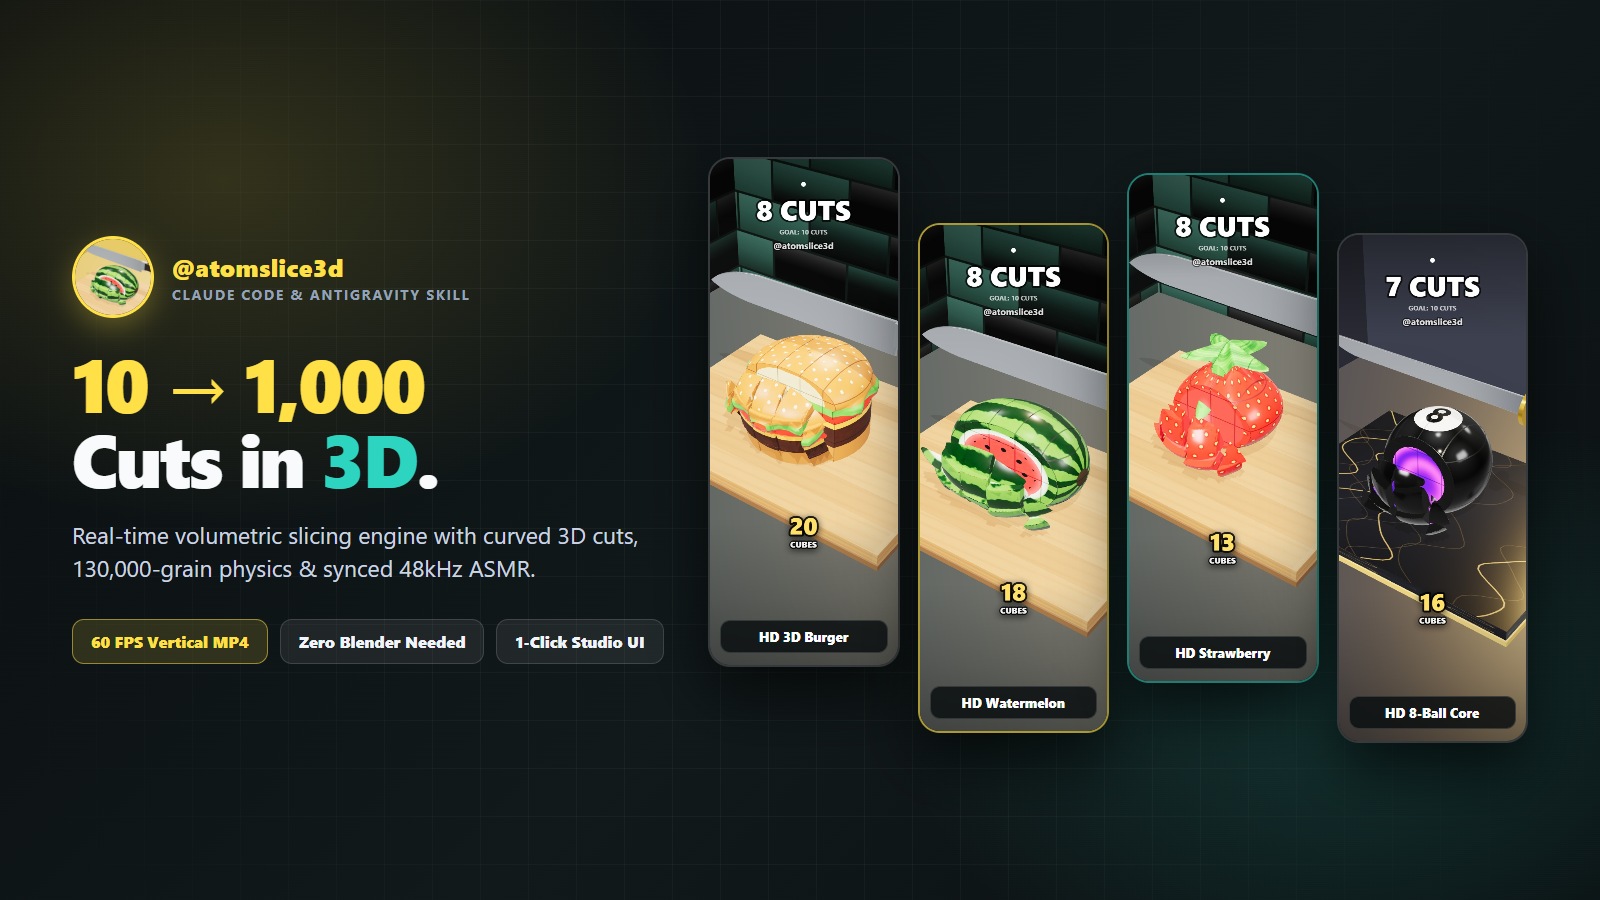 @atomslice3d
CLAUDE CODE & ANTIGRAVITY SKILL
10 → 1,000
Cuts in 3D.
Real-time volumetric slicing engine with curved 3D cuts,
130,000-grain physics & synced 48kHz ASMR.
60 FPS Vertical MP4
Zero Blender Needed
1-Click Studio UI
8 CUTS
GOAL: 10 CUTS
@atomslice3d
20
CUBES
HD 3D Burger
8 CUTS
GOAL: 10 CUTS
@atomslice3d
18
CUBES
HD Watermelon
8 CUTS
GOAL: 10 CUTS
@atomslice3d
13
CUBES
HD Strawberry
7 CUTS
GOAL: 10 CUTS
@atomslice3d
8
16
CUBES
HD 8-Ball Core